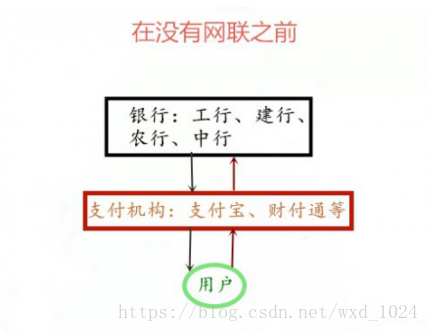 在没有网联之前
银行：工行、建行、
农行、中行
支付机构：支付宝、财付通等
用户
https://blog.csdn.net/wxd_1024